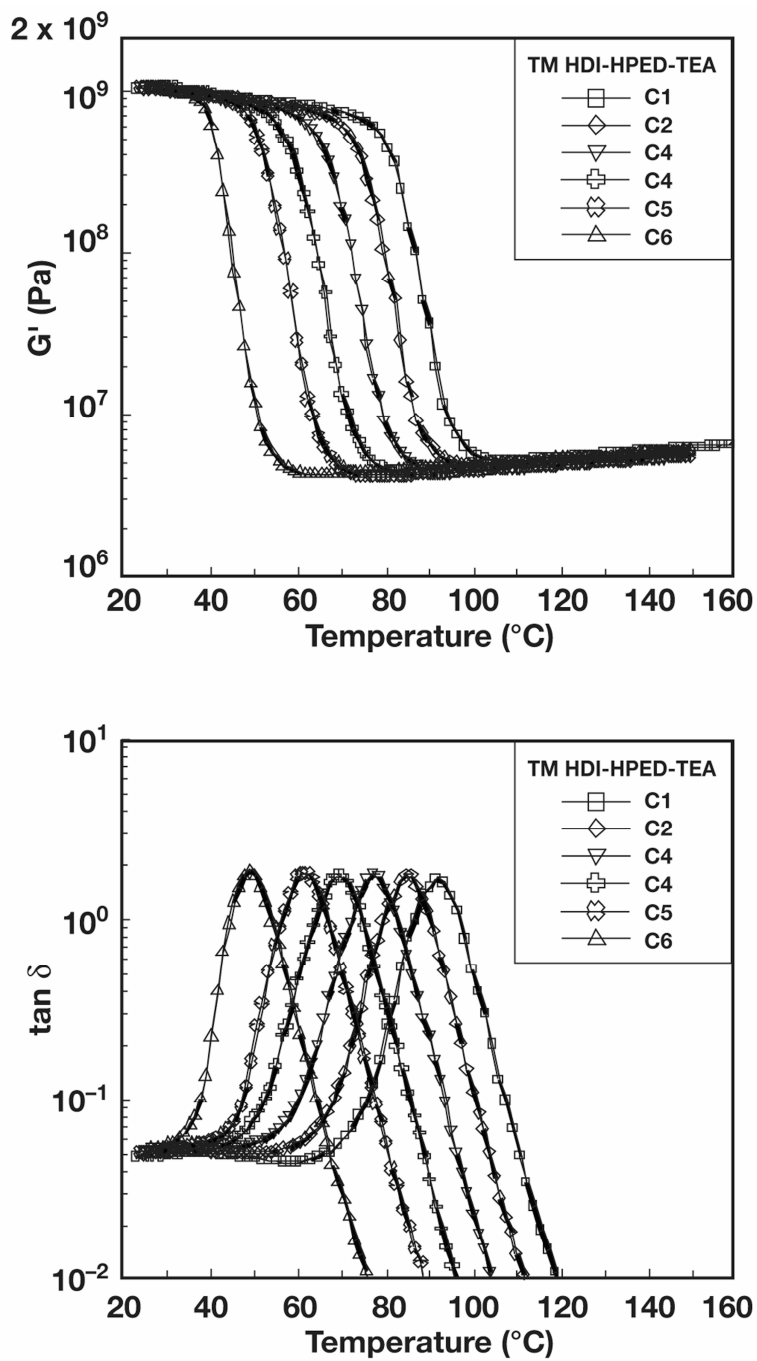 2 x 10⁹
10⁹
10⁸
10⁷
10⁶
G' (Pa)
TM HDI-HPED-TEA
C1
C2
C4
C4
C5
C6
20 40 60 80 100 120 140 160
Temperature (°C)
10¹
10⁰
10⁻¹
10⁻²
tan δ
TM HDI-HPED-TEA
C1
C2
C4
C4
C5
C6
20 40 60 80 100 120 140 160
Temperature (°C)